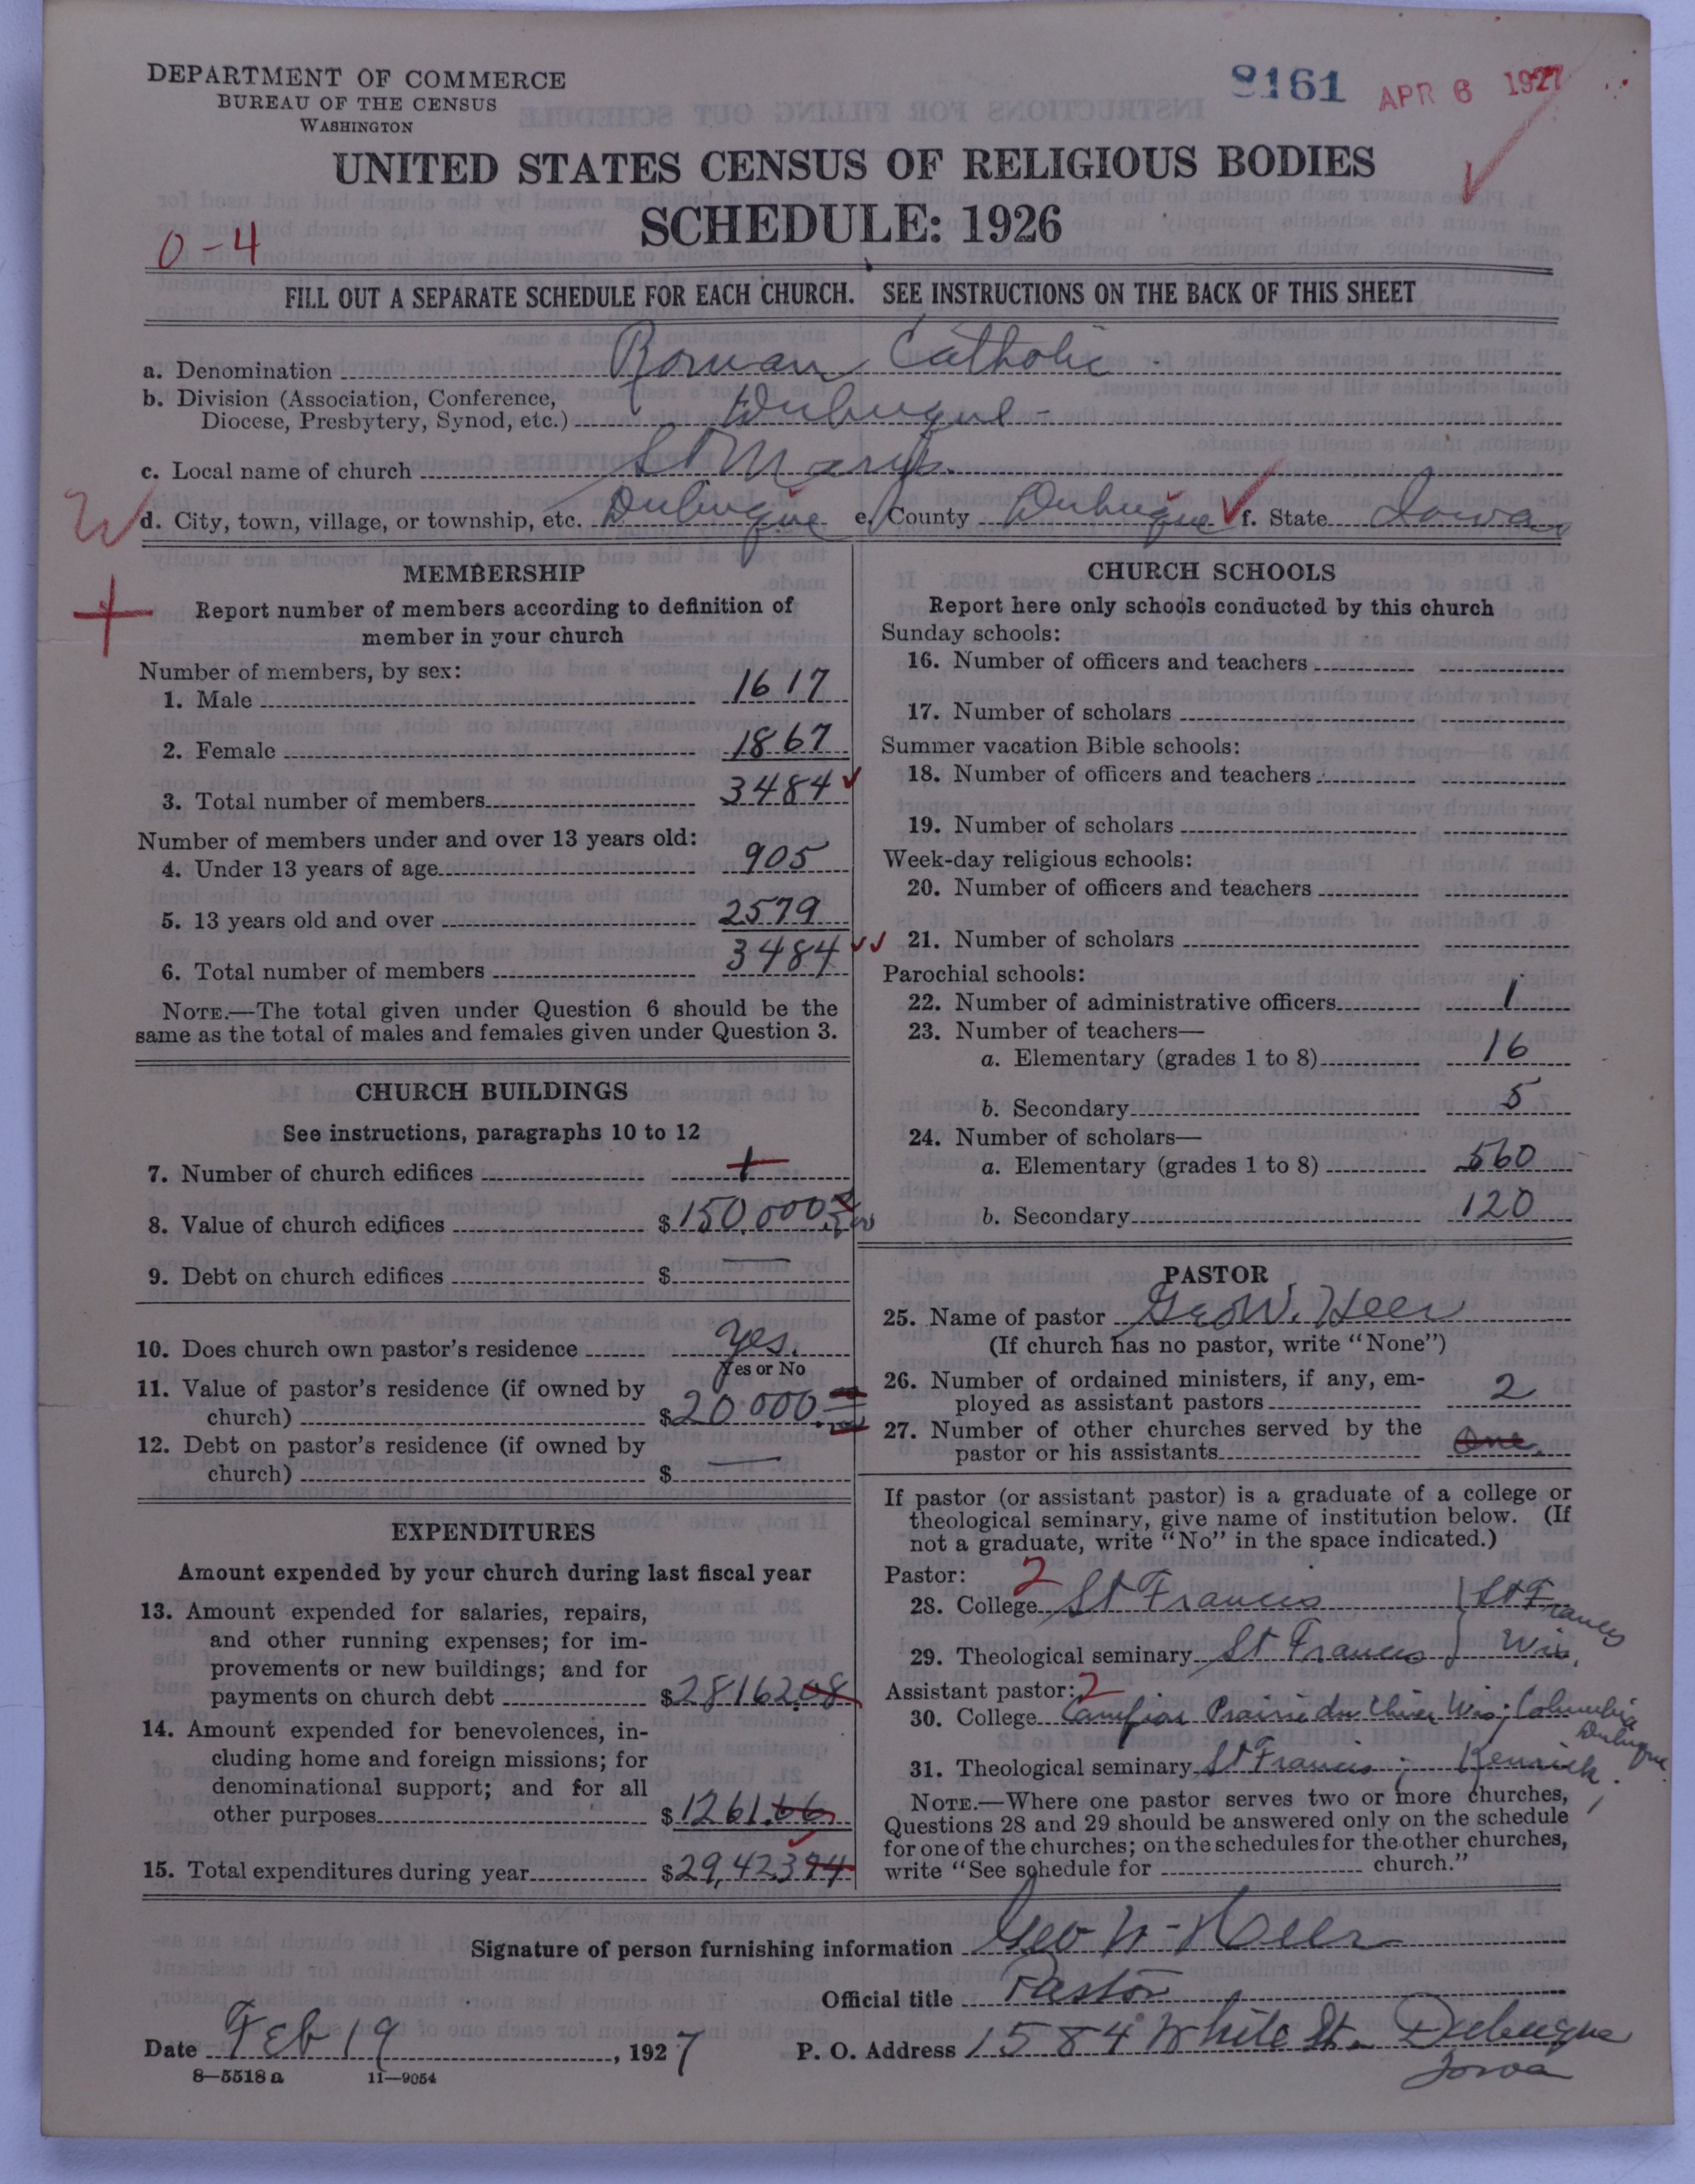 DEPARTMENT OF COMMERCE
BUREAU OF THE CENSUS
WASHINGTON
8161
APR 6 1927
UNITED STATES CENSUS OF RELIGIOUS BODIES
SCHEDULE: 1926
0-4
FILL OUT A SEPARATE SCHEDULE FOR EACH CHURCH. SEE INSTRUCTIONS ON THE BACK OF THIS SHEET
a. Denomination Roman Catholic
b. Division (Association, Conference,
Diocese, Presbytery, Synod, etc.) Dubuque -
c. Local name of church St Marys
W
d. City, town, village, or township, etc. Dubuque e. County Dubuque f. State Iowa
MEMBERSHIP
+
Report number of members according to definition of
member in your church
Number of members, by sex:
1. Male 1617
2. Female 1867
3. Total number of members 3484
Number of members under and over 13 years old:
4. Under 13 years of age 905
5. 13 years old and over 2579
6. Total number of members 3484
NOTE.—The total given under Question 6 should be the
same as the total of males and females given under Question 3.
CHURCH BUILDINGS
See instructions, paragraphs 10 to 12
7. Number of church edifices
8. Value of church edifices $150.000
9. Debt on church edifices $ —
10. Does church own pastor's residence Yes.
Yes or No
11. Value of pastor's residence (if owned by
church) $20.000
12. Debt on pastor's residence (if owned by
church) $ —
EXPENDITURES
Amount expended by your church during last fiscal year
13. Amount expended for salaries, repairs,
and other running expenses; for im-
provements or new buildings; and for
payments on church debt $28162.08
14. Amount expended for benevolences, in-
cluding home and foreign missions; for
denominational support; and for all
other purposes $1261.66
15. Total expenditures during year $29,423.74
CHURCH SCHOOLS
Report here only schools conducted by this church
Sunday schools:
16. Number of officers and teachers
17. Number of scholars
Summer vacation Bible schools:
18. Number of officers and teachers
19. Number of scholars
Week-day religious schools:
20. Number of officers and teachers
21. Number of scholars
Parochial schools:
22. Number of administrative officers 1
23. Number of teachers—
a. Elementary (grades 1 to 8) 16
b. Secondary 5
24. Number of scholars—
a. Elementary (grades 1 to 8) 560
b. Secondary 120
PASTOR
25. Name of pastor Geo W. Heer
(If church has no pastor, write "None")
26. Number of ordained ministers, if any, em-
ployed as assistant pastors 2
27. Number of other churches served by the
pastor or his assistants One.
If pastor (or assistant pastor) is a graduate of a college or
theological seminary, give name of institution below. (If
not a graduate, write "No" in the space indicated.)
Pastor: 2
28. College St Francis } St Francis
29. Theological seminary St Francis } Wis.
Assistant pastor: 2
30. College Campion Prairie du Chien Wis; Columbia
Dubuque
31. Theological seminary St Francis ; Kenrick.
NOTE.—Where one pastor serves two or more churches,
Questions 28 and 29 should be answered only on the schedule
for one of the churches; on the schedules for the other churches,
write "See schedule for church."
Signature of person furnishing information Geo W. Heer
Official title Pastor
Date Feb 19, 1927 P. O. Address 1584 White St. Dubuque
Iowa
8—5518 a 11—9054